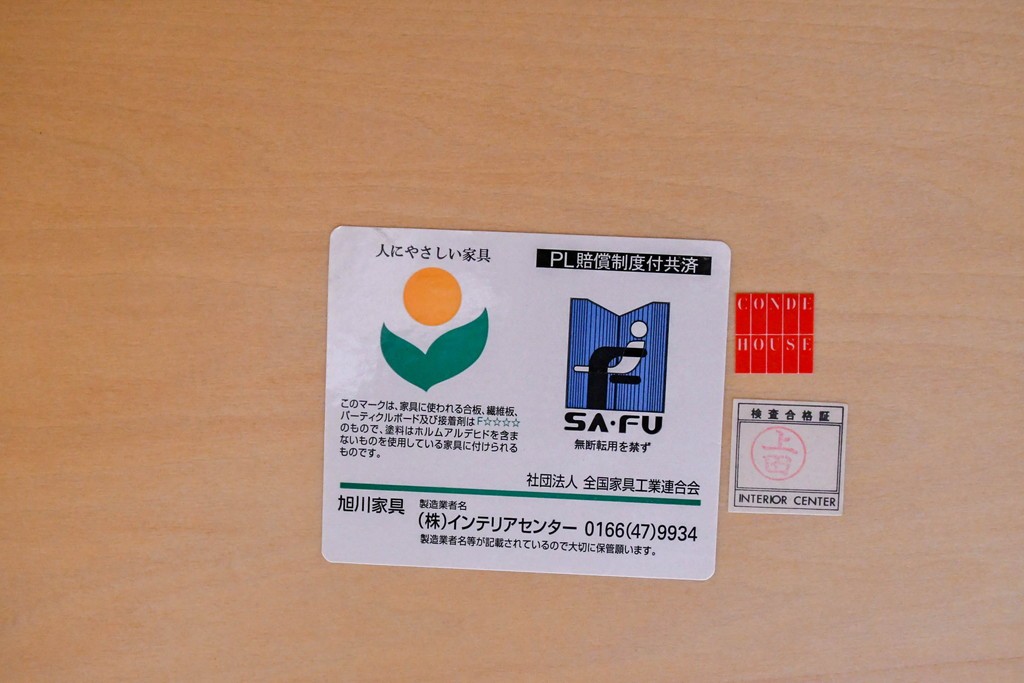 人にやさしい家具
このマークは、家具に使われる合板、繊維板、
パーティクルボード及び接着剤はF☆☆☆☆
のもので、塗料はホルムアルデヒドを含ま
ないものを使用している家具に付けられる
ものです。
PL賠償制度付共済
SA・FU
無断転用を禁ず
社団法人 全国家具工業連合会
旭川家具
製造業者名
(株)インテリアセンター 0166(47)9934
製造業者名等が記載されているので大切に保管願います。
CONDE
HOUSE
検査合格証
上
田
INTERIOR CENTER